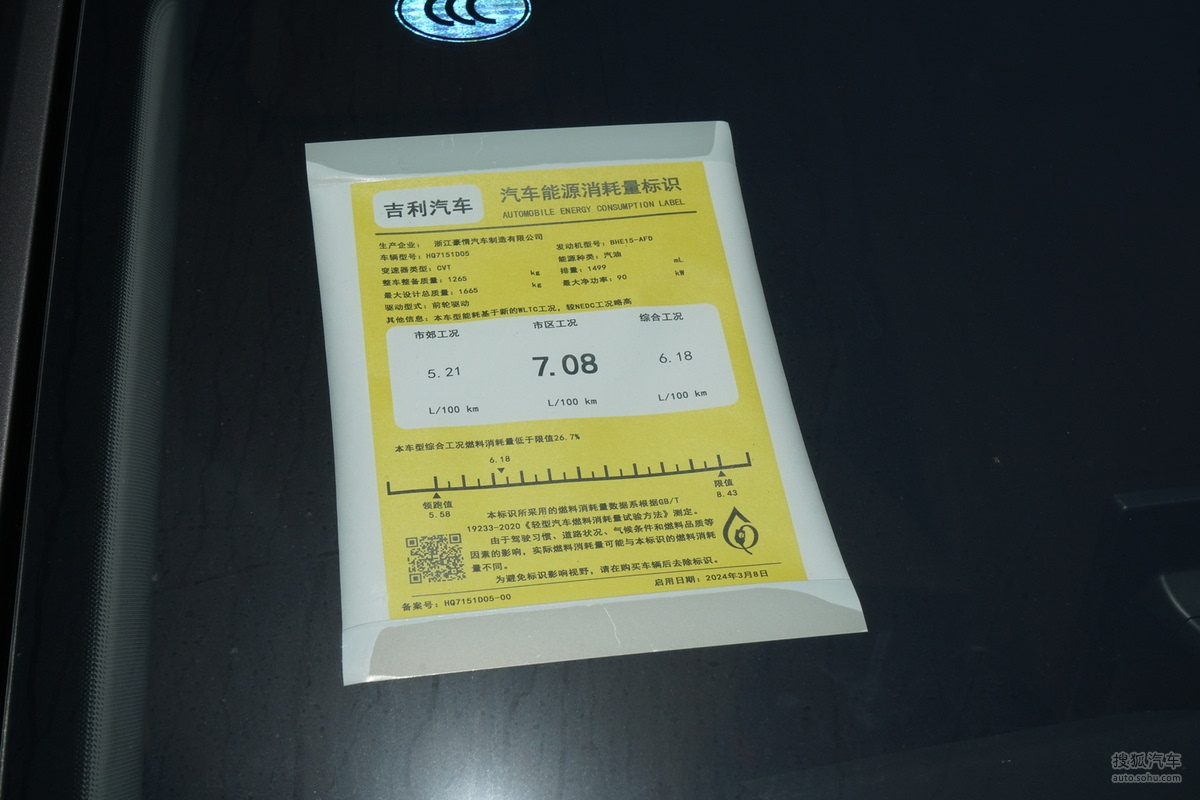 CCC
吉利汽车
汽车能源消耗量标识
AUTOMOBILE ENERGY CONSUMPTION LABEL
生产企业: 浙江豪情汽车制造有限公司
车辆型号: HQ7151D05
发动机型号: BHE15-AFD
变速器类型: CVT
能源种类: 汽油
整车整备质量: 1265 kg
排量: 1499 mL
最大设计总质量: 1665 kg
最大净功率: 90 kW
驱动型式: 前轮驱动
其他信息: 本车型能耗基于新的WLTC工况, 较NEDC工况略高
市郊工况 市区工况 综合工况
5.21 7.08 6.18
L/100 km L/100 km L/100 km
本车型综合工况燃料消耗量低于限值26.7%
6.18
领跑值 限值
5.58 8.43
本标识所采用的燃料消耗量数据系根据GB/T
19233-2020《轻型汽车燃料消耗量试验方法》测定。
由于驾驶习惯、道路状况、气候条件和燃料品质等
因素的影响, 实际燃料消耗量可能与本标识的燃料消耗
量不同。
为避免标识影响视野, 请在购买车辆后去除标识。
备案号: HQ7151D05-00
启用日期: 2024年3月8日
搜狐汽车
auto.sohu.com